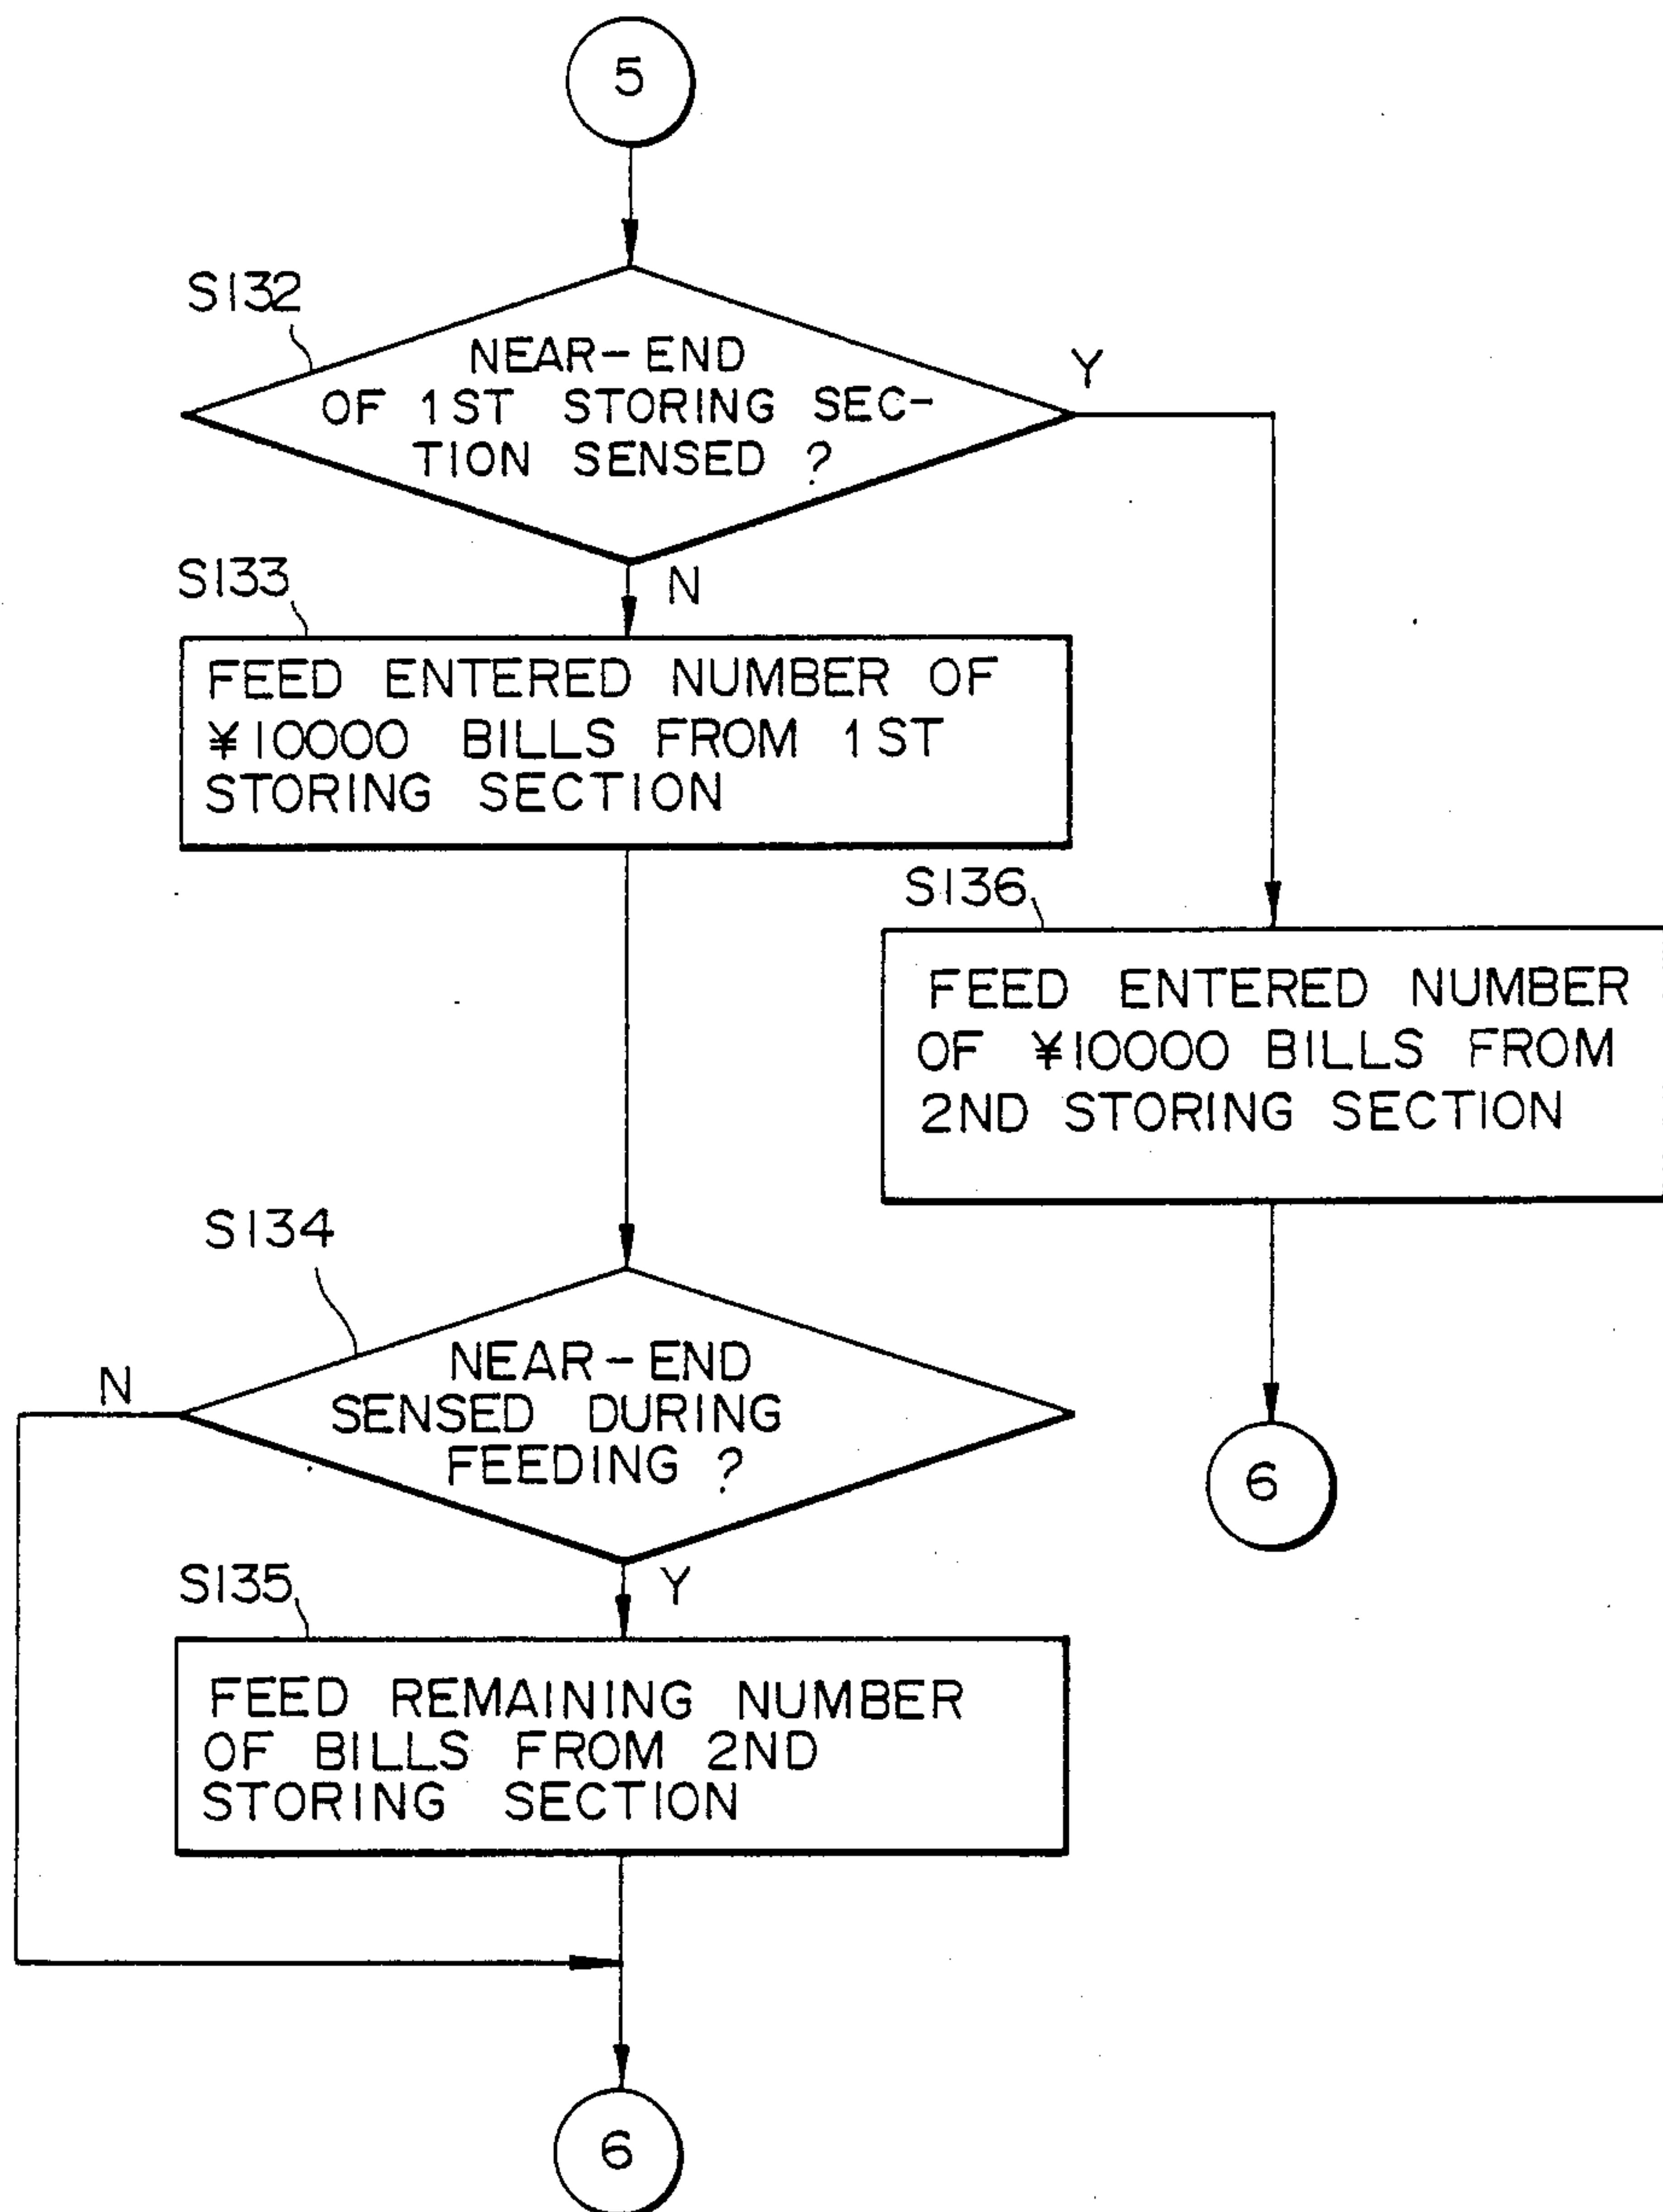 5
S132
NEAR-END
OF 1ST STORING SEC-
TION SENSED ?
Y
N
S133
FEED ENTERED NUMBER OF
¥10000 BILLS FROM 1ST
STORING SECTION
S136
FEED ENTERED NUMBER
OF ¥10000 BILLS FROM
2ND STORING SECTION
6
S134
NEAR-END
SENSED DURING
FEEDING ?
N
Y
S135
FEED REMAINING NUMBER
OF BILLS FROM 2ND
STORING SECTION
6